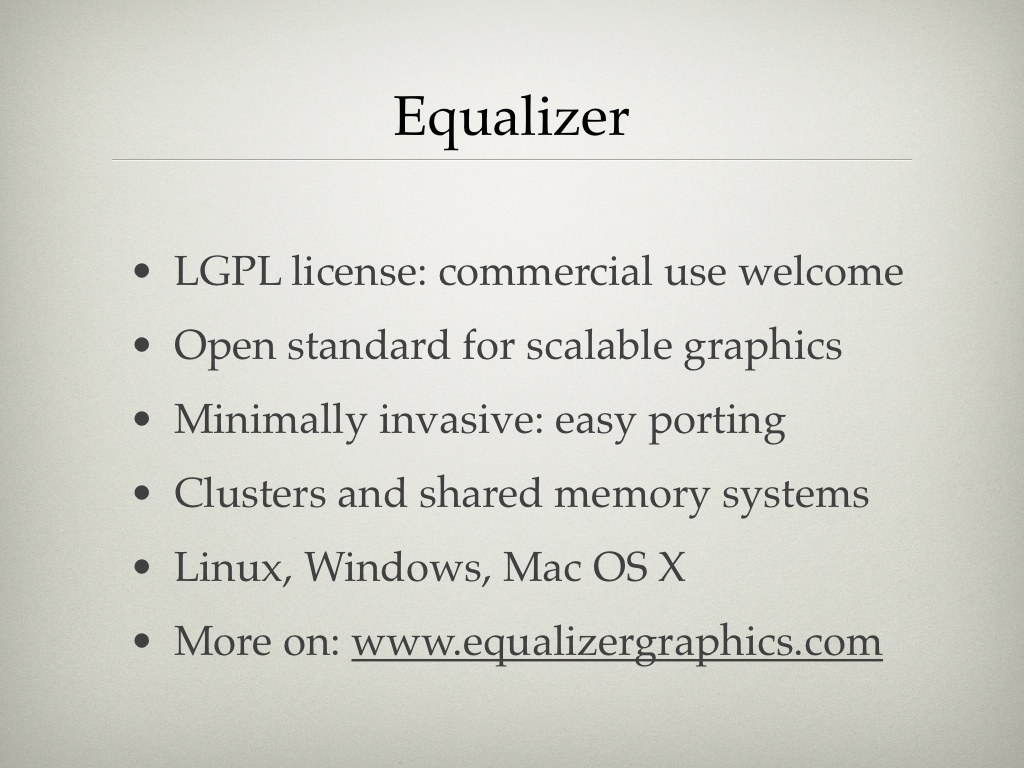 Equalizer
• LGPL license: commercial use welcome
• Open standard for scalable graphics
• Minimally invasive: easy porting
• Clusters and shared memory systems
• Linux, Windows, Mac OS X
• More on: www.equalizergraphics.com